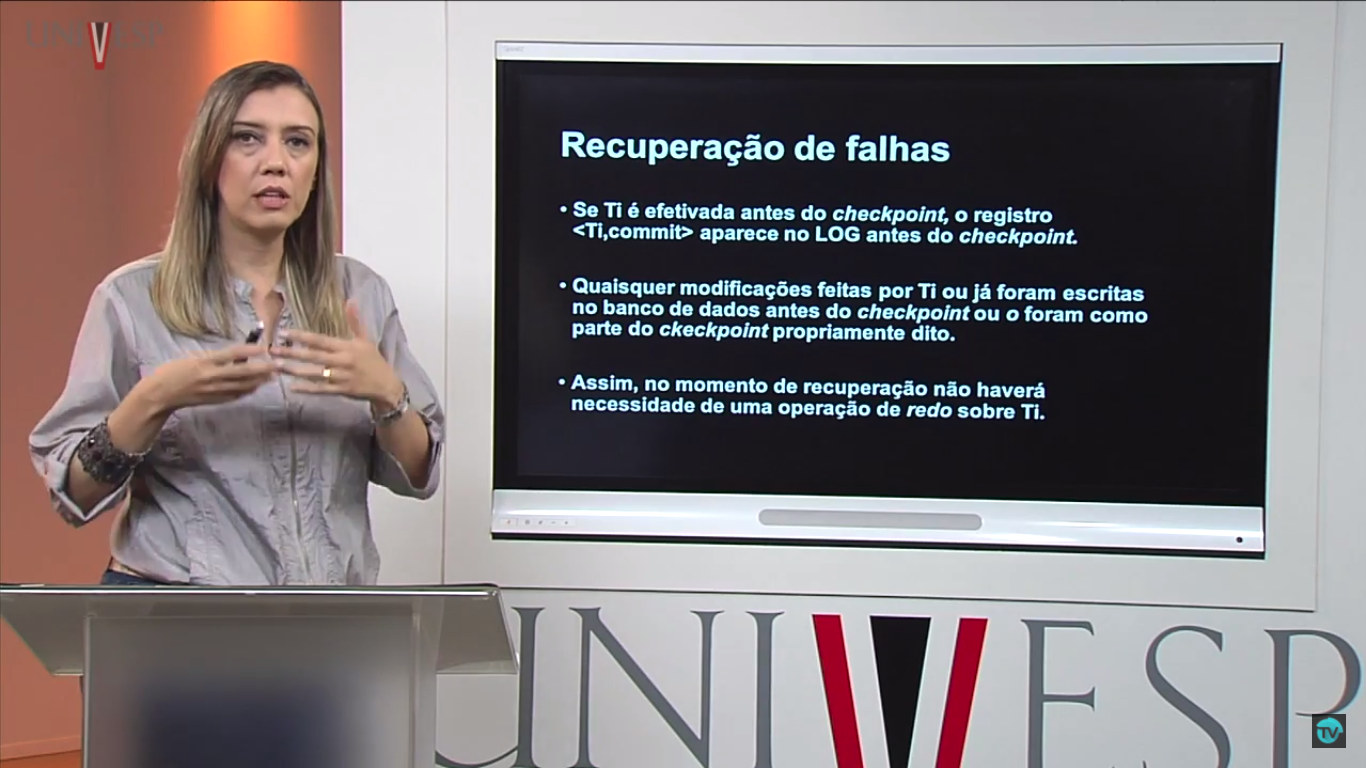 UNIVESP
Recuperação de falhas
• Se Ti é efetivada antes do checkpoint, o registro
<Ti,commit> aparece no LOG antes do checkpoint.
• Quaisquer modificações feitas por Ti ou já foram escritas
no banco de dados antes do checkpoint ou o foram como
parte do ckeckpoint propriamente dito.
• Assim, no momento de recuperação não haverá
necessidade de uma operação de redo sobre Ti.
UNIVESP
TV